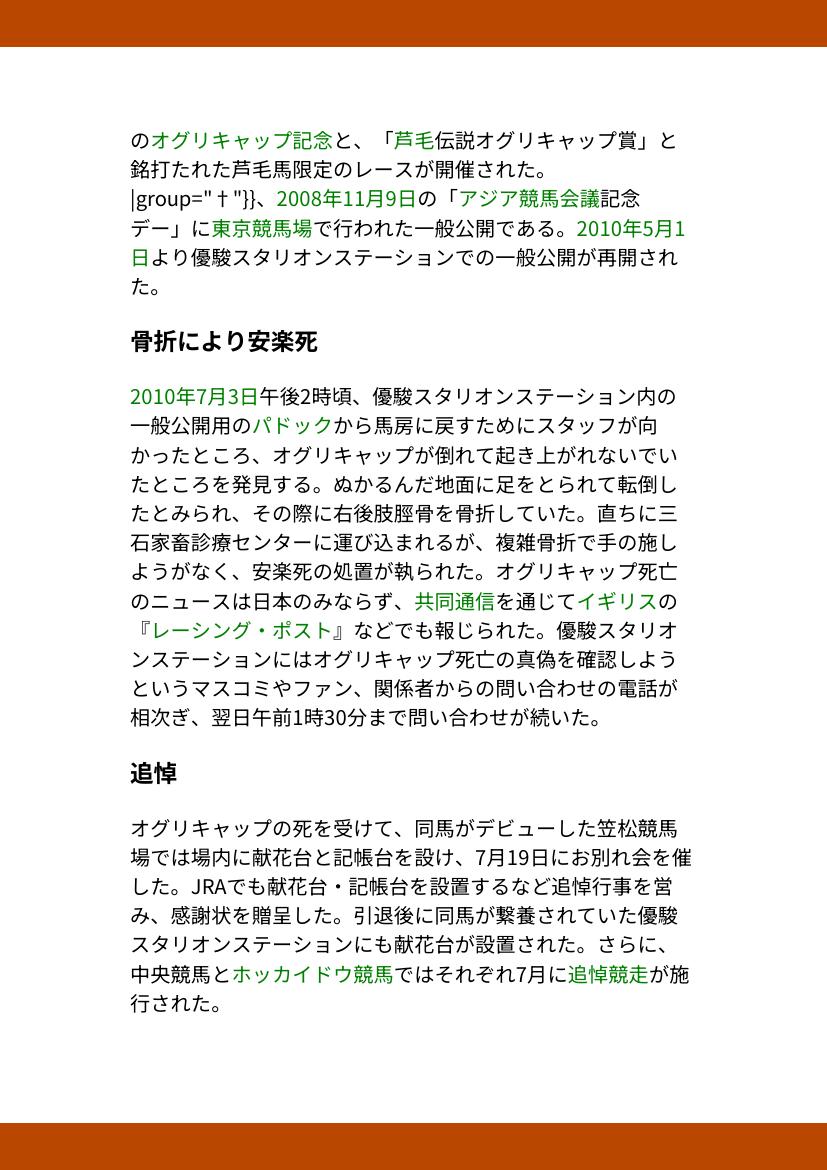 のオグリキャップ記念と、「芦毛伝説オグリキャップ賞」と
銘打たれた芦毛馬限定のレースが開催された。
|group="†"}}、2008年11月9日の「アジア競馬会議記念
デー」に東京競馬場で行われた一般公開である。2010年5月1
日より優駿スタリオンステーションでの一般公開が再開され
た。
骨折により安楽死
2010年7月3日午後2時頃、優駿スタリオンステーション内の
一般公開用のパドックから馬房に戻すためにスタッフが向
かったところ、オグリキャップが倒れて起き上がれないでい
たところを発見する。ぬかるんだ地面に足をとられて転倒し
たとみられ、その際に右後肢脛骨を骨折していた。直ちに三
石家畜診療センターに運び込まれるが、複雑骨折で手の施し
ようがなく、安楽死の処置が執られた。オグリキャップ死亡
のニュースは日本のみならず、共同通信を通じてイギリスの
『レーシング・ポスト』などでも報じられた。優駿スタリオ
ンステーションにはオグリキャップ死亡の真偽を確認しよう
というマスコミやファン、関係者からの問い合わせの電話が
相次ぎ、翌日午前1時30分まで問い合わせが続いた。
追悼
オグリキャップの死を受けて、同馬がデビューした笠松競馬
場では場内に献花台と記帳台を設け、7月19日にお別れ会を催
した。JRAでも献花台・記帳台を設置するなど追悼行事を営
み、感謝状を贈呈した。引退後に同馬が繋養されていた優駿
スタリオンステーションにも献花台が設置された。さらに、
中央競馬とホッカイドウ競馬ではそれぞれ7月に追悼競走が施
行された。